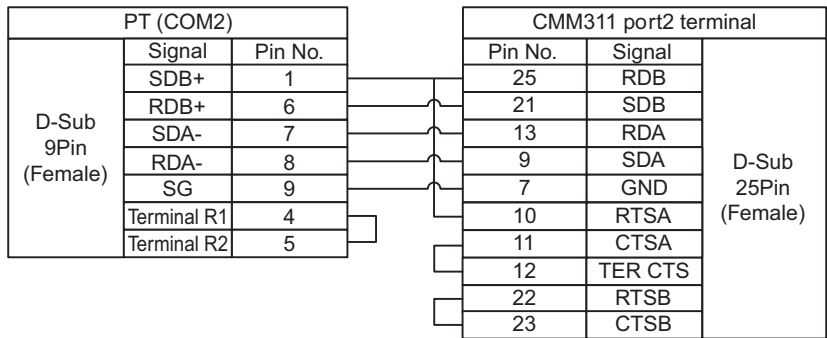 PT (COM2) CMM311 port2 terminal
Signal Pin No. Pin No. Signal
SDB+ 1 25 RDB
RDB+ 6 21 SDB
SDA- 7 13 RDA
RDA- 8 9 SDA
SG 9 7 GND
Terminal R1 4 10 RTSA
Terminal R2 5 11 CTSA
12 TER CTS
22 RTSB
23 CTSB
D-Sub
9Pin
(Female)
D-Sub
25Pin
(Female)